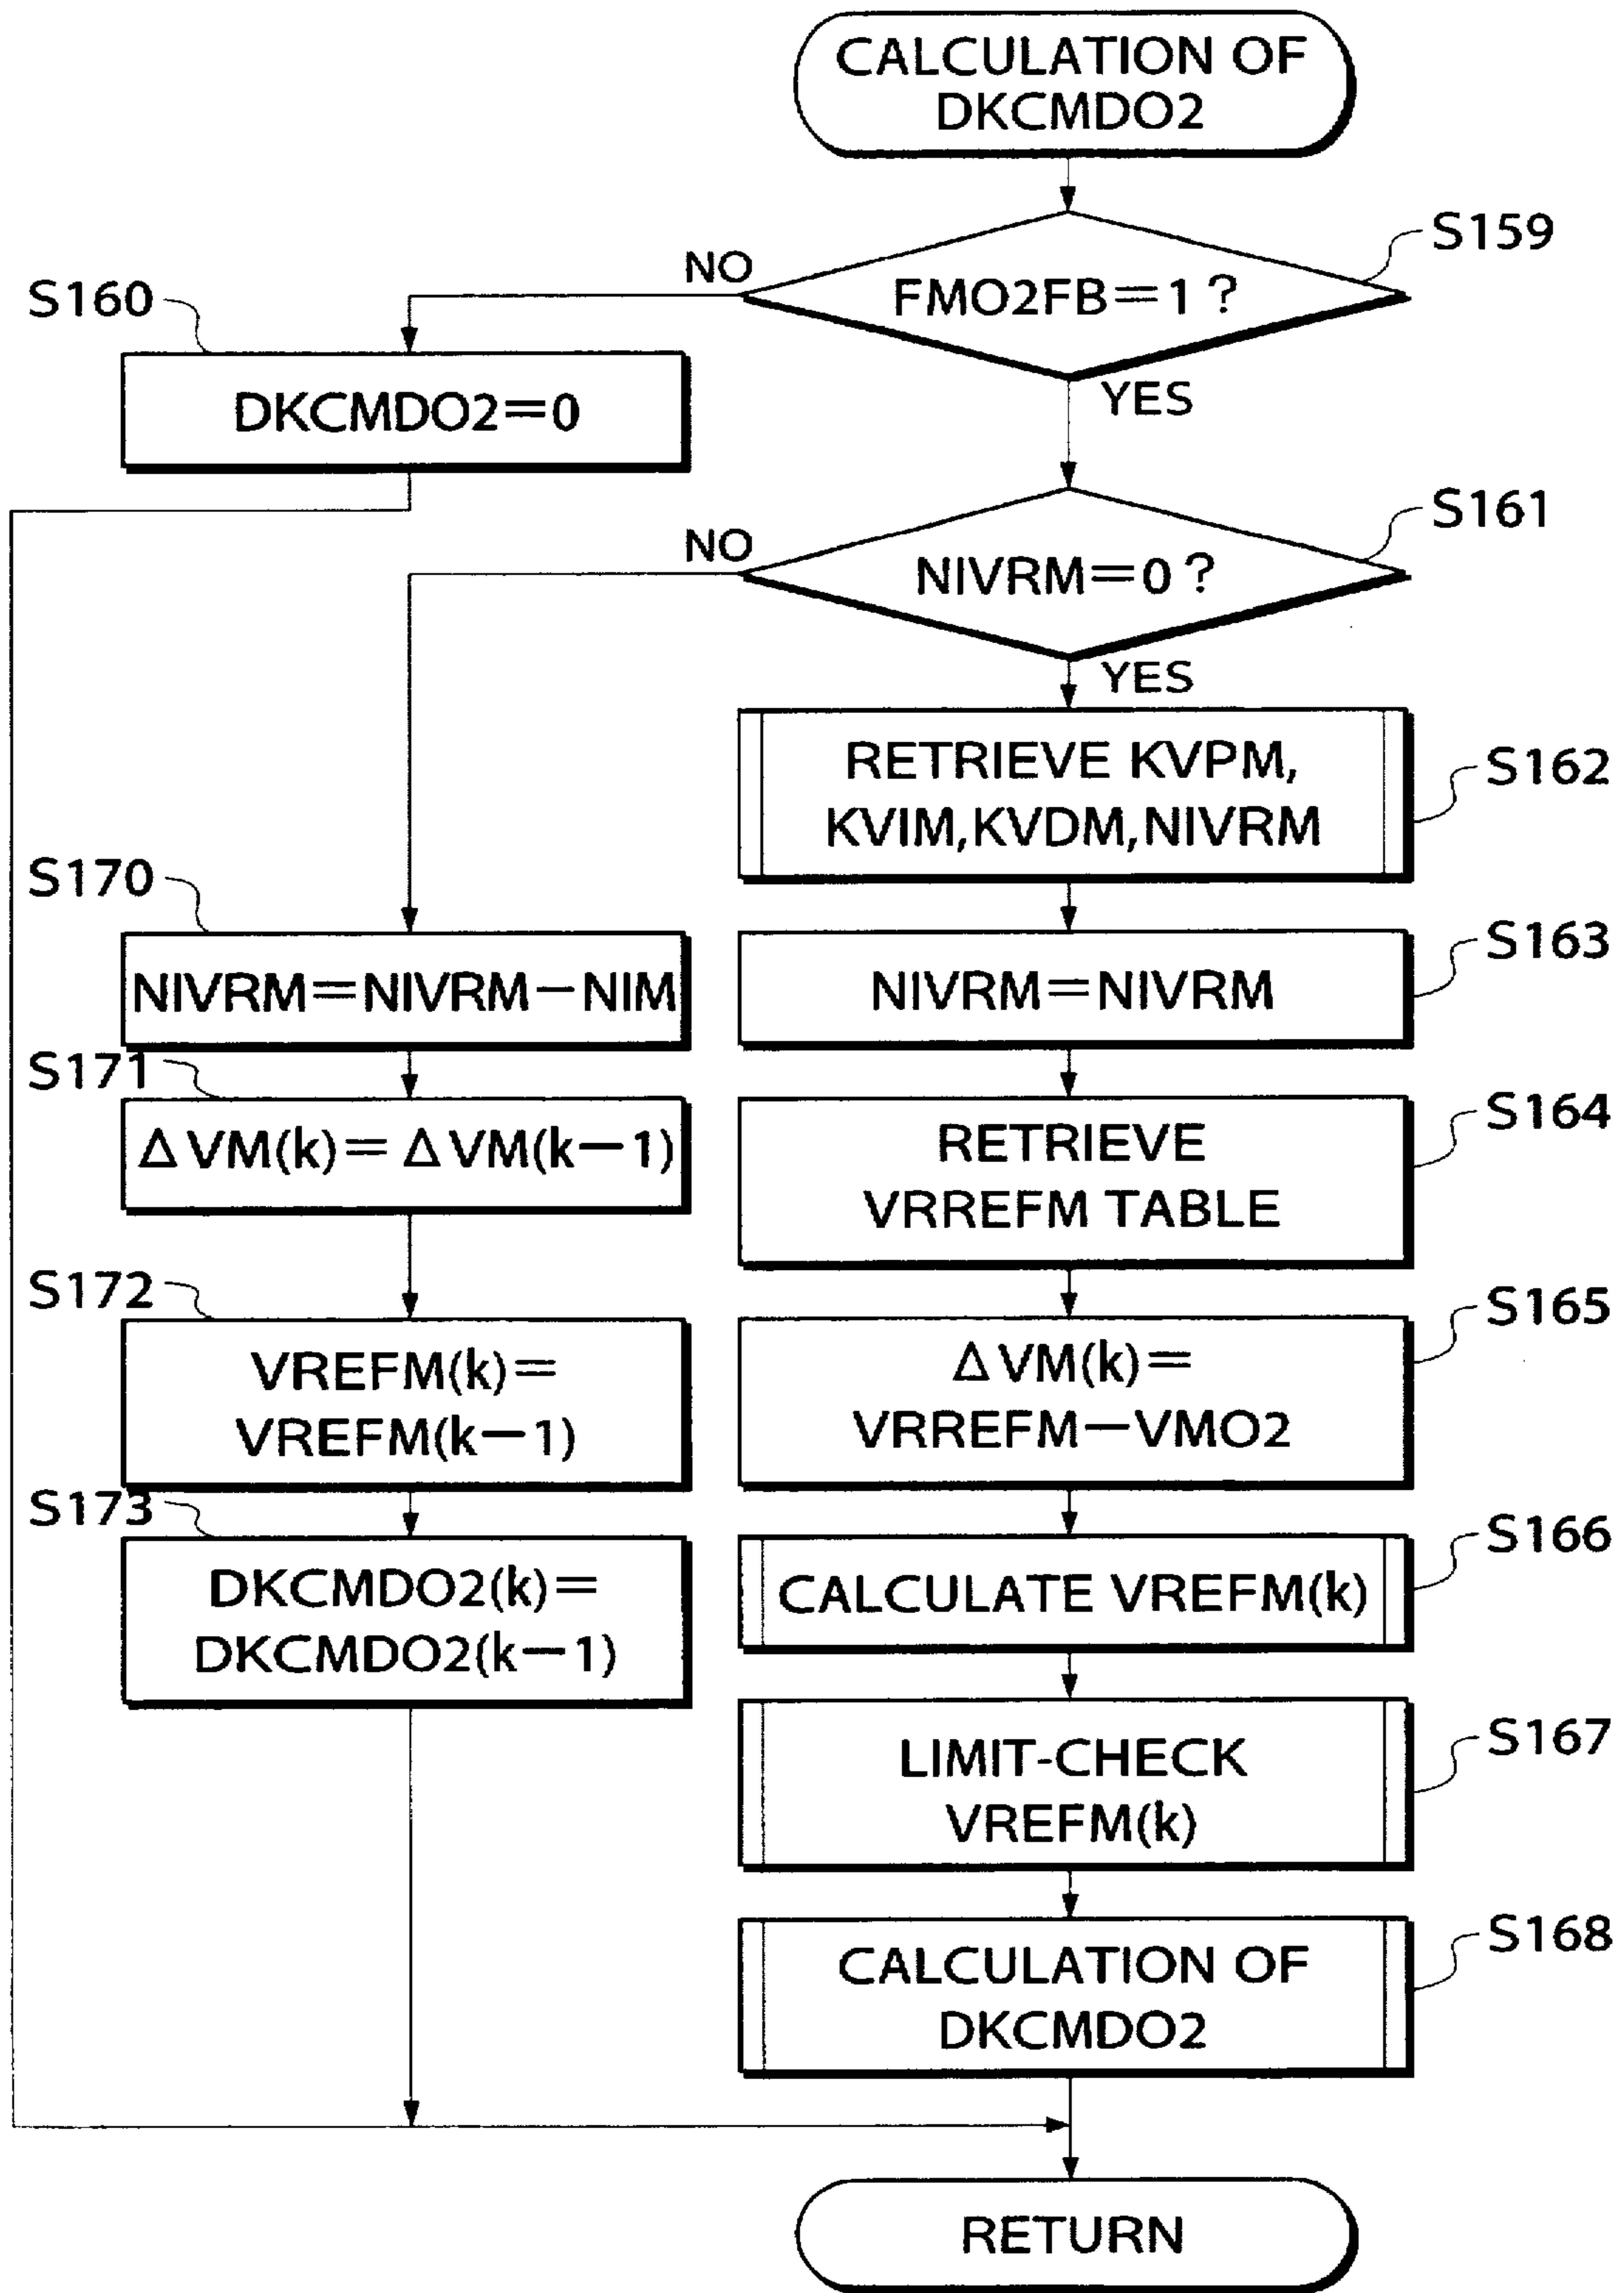 CALCULATION OF
DKCMDO2
S159
FMO2FB=1?
NO
YES
S160
DKCMDO2=0
S161
NIVRM=0?
NO
YES
S162
RETRIEVE KVPM,
KVIM,KVDM,NIVRM
S163
NIVRM=NIVRM
S164
RETRIEVE
VRREFM TABLE
S165
ΔVM(k)=
VRREFM-VMO2
S166
CALCULATE VREFM(k)
S167
LIMIT-CHECK
VREFM(k)
S168
CALCULATION OF
DKCMDO2
S170
NIVRM=NIVRM-NIM
S171
ΔVM(k)=ΔVM(k-1)
S172
VREFM(k)=
VREFM(k-1)
S173
DKCMDO2(k)=
DKCMDO2(k-1)
RETURN